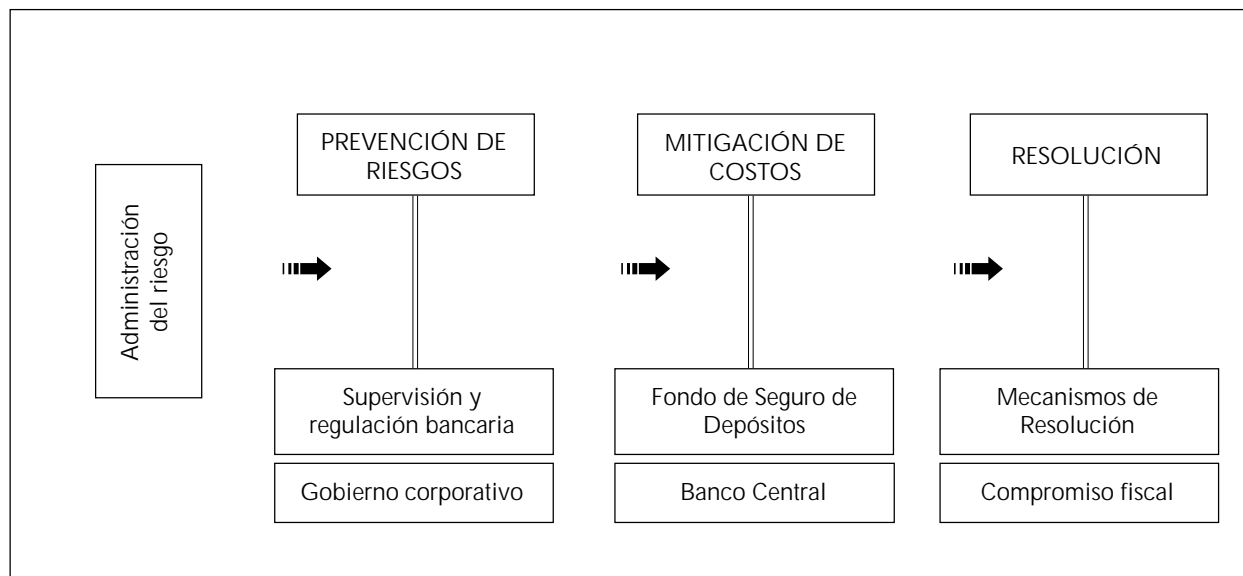 Administración
del riesgo
PREVENCIÓN DE
RIESGOS
Supervisión y
regulación bancaria
Gobierno corporativo
MITIGACIÓN DE
COSTOS
Fondo de Seguro de
Depósitos
Banco Central
RESOLUCIÓN
Mecanismos de
Resolución
Compromiso fiscal